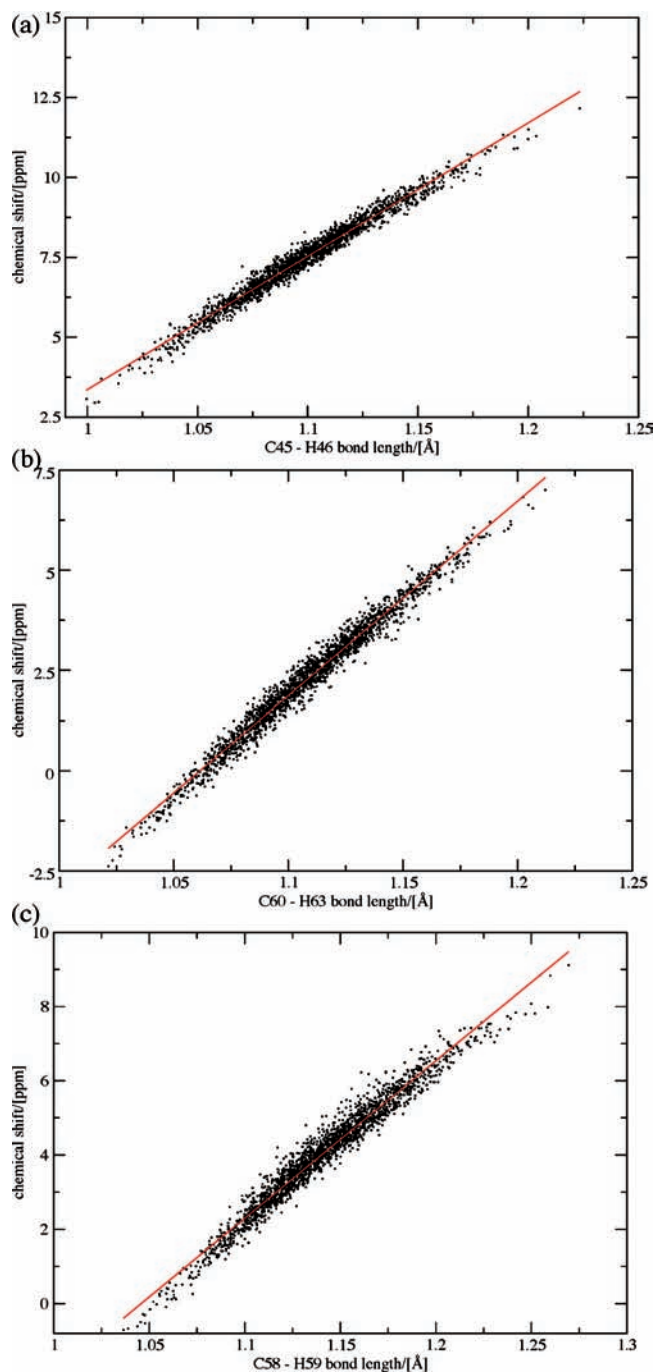 (a)
15
12.5
10
7.5
5
2.5
chemical shift/[ppm]
1 1.05 1.1 1.15 1.2 1.25
C45 - H46 bond length/[Å]
(b)
7.5
5
2.5
0
-2.5
chemical shift/[ppm]
1 1.05 1.1 1.15 1.2 1.25
C60 - H63 bond length/[Å]
(c)
10
8
6
4
2
0
chemical shift/[ppm]
1 1.05 1.1 1.15 1.2 1.25 1.3
C58 - H59 bond length/[Å]